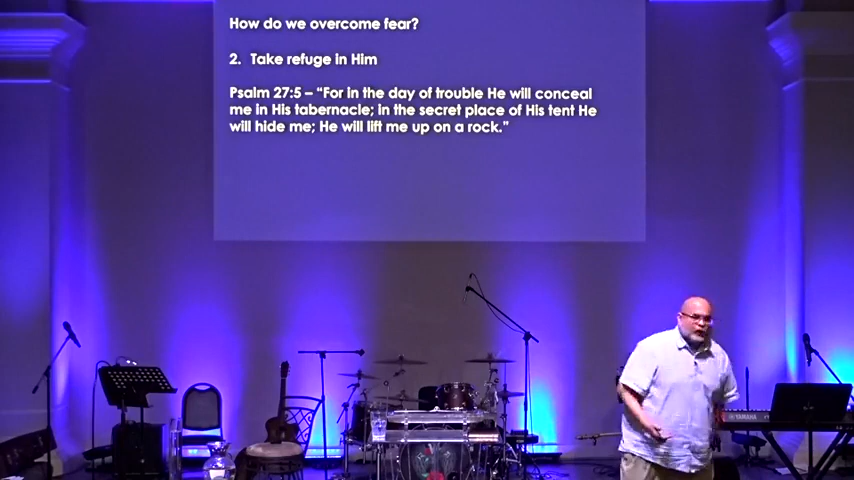 How do we overcome fear?
2. Take refuge in Him
Psalm 27:5 – “For in the day of trouble He will conceal
me in His tabernacle; in the secret place of His tent He
will hide me; He will lift me up on a rock.”
YAMAHA